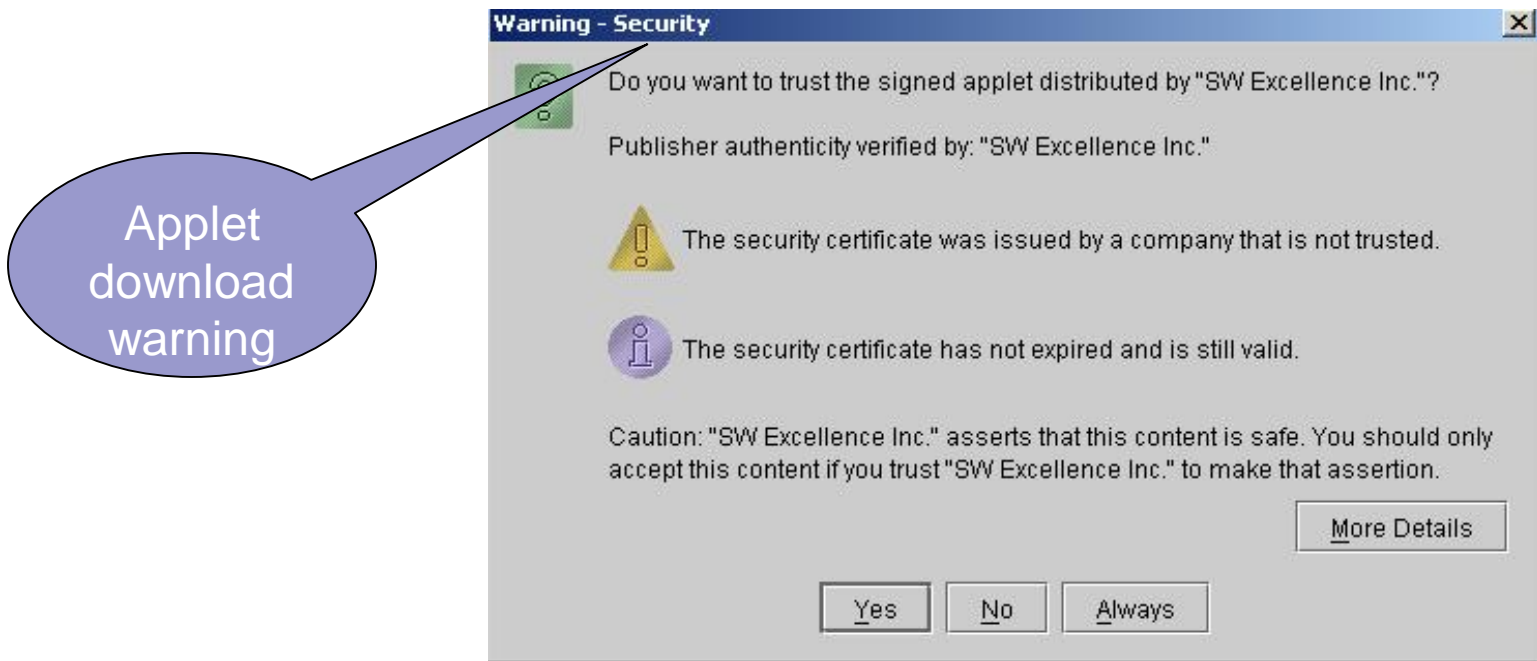 Warning - Security
Do you want to trust the signed applet distributed by "SW Excellence Inc."?
Publisher authenticity verified by: "SW Excellence Inc."
Applet
download
warning
The security certificate was issued by a company that is not trusted.
The security certificate has not expired and is still valid.
Caution: "SW Excellence Inc." asserts that this content is safe. You should only
accept this content if you trust "SW Excellence Inc." to make that assertion.
More Details
Yes No Always